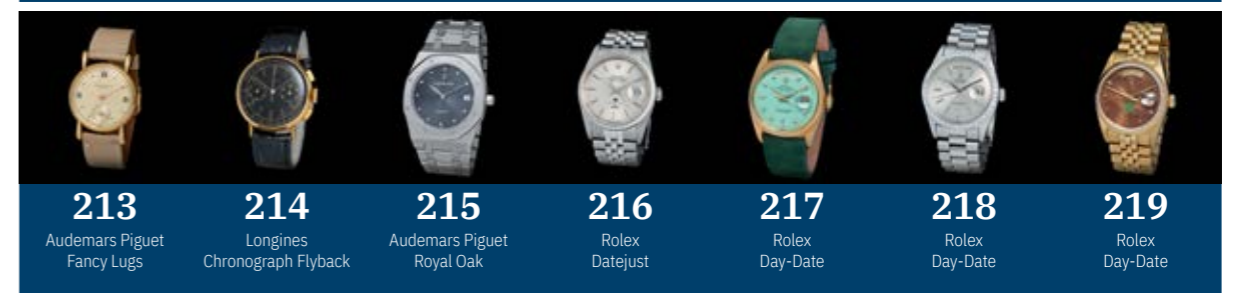 213
Audemars Piguet
Fancy Lugs
214
Longines
Chronograph Flyback
215
Audemars Piguet
Royal Oak
216
Rolex
Datejust
217
Rolex
Day-Date
218
Rolex
Day-Date
219
Rolex
Day-Date